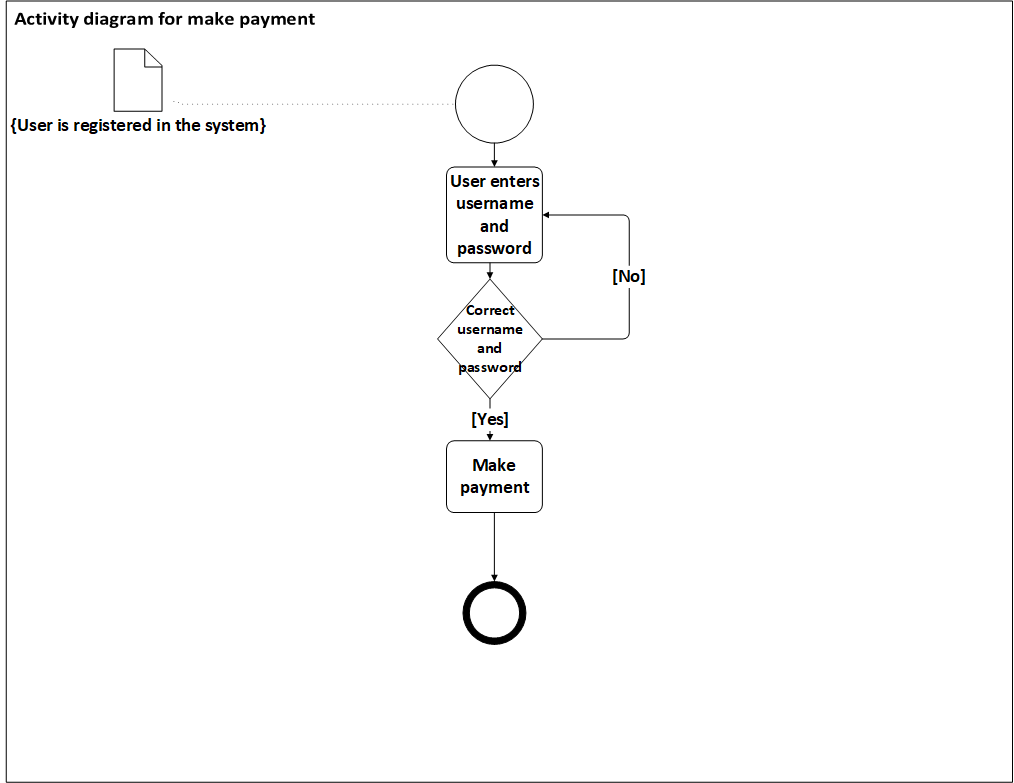 Activity diagram for make payment
{User is registered in the system}
User enters
username
and
password
[No]
Correct
username
and
password
[Yes]
Make
payment